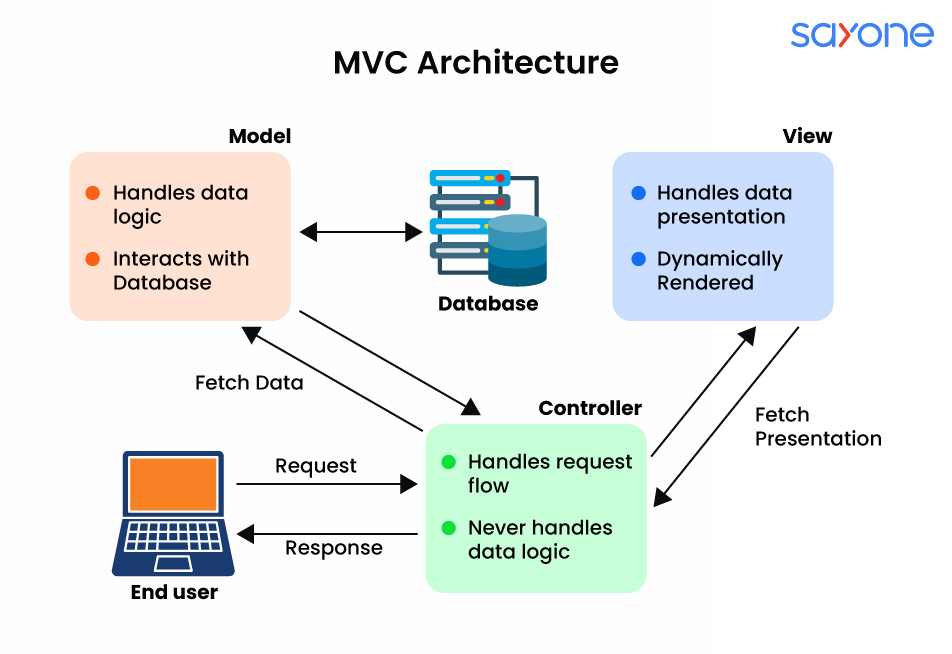 sayone
MVC Architecture
Model
Handles data
logic
Interacts with
Database
Database
View
Handles data
presentation
Dynamically
Rendered
Fetch Data
Fetch
Presentation
Controller
Handles request
flow
Never handles
data logic
Request
Response
End user